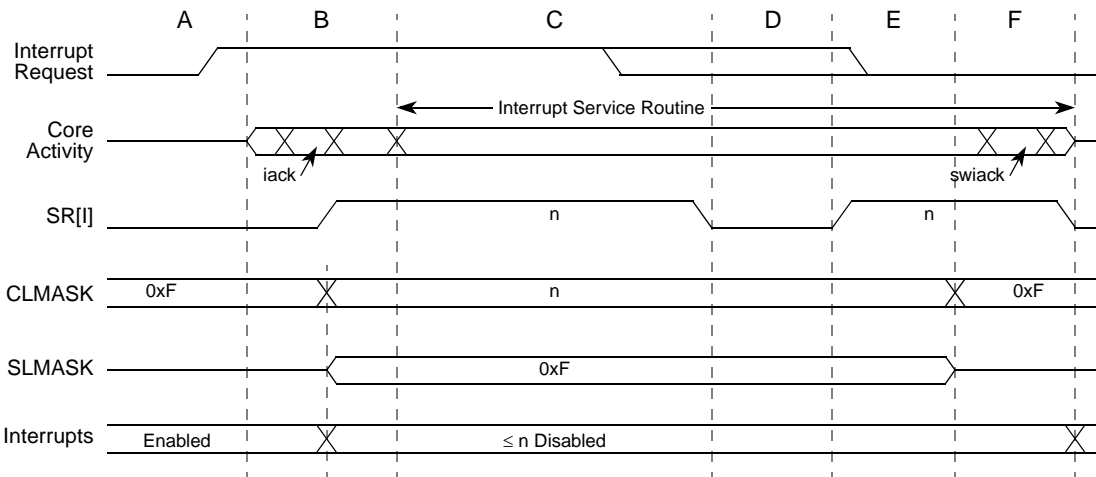 A B C D E F
Interrupt
Request
Interrupt Service Routine
Core
Activity
iack
swiack
SR[I]
n
n
CLMASK
0xF
n
0xF
SLMASK
0xF
Interrupts
Enabled
≤ n Disabled